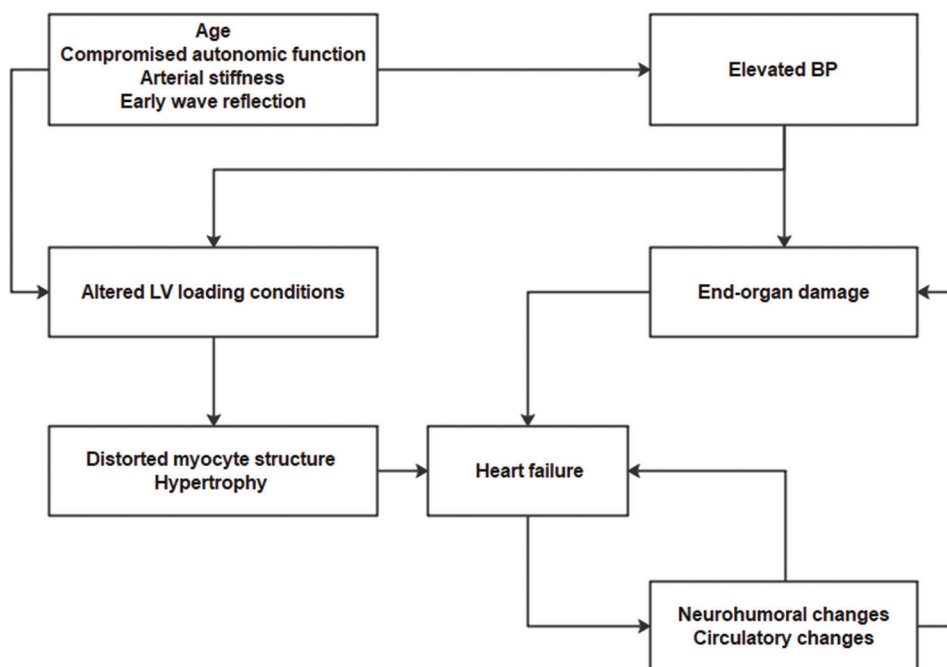 Age
Compromised autonomic function
Arterial stiffness
Early wave reflection
Elevated BP
Altered LV loading conditions
End-organ damage
Distorted myocyte structure
Hypertrophy
Heart failure
Neurohumoral changes
Circulatory changes